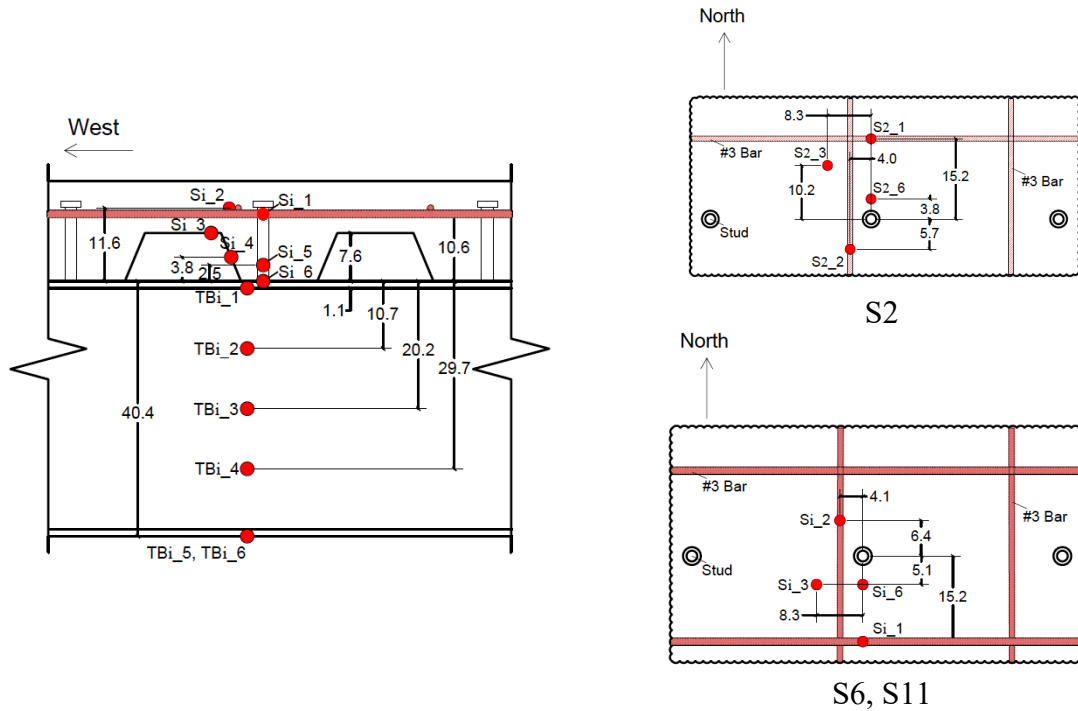 West
Si_2
Si_1
Si_3
11.6
Si_4
10.6
Si_5
7.6
3.8
2.5
Si_6
TBi_1
1.1
10.7
TBi_2
20.2
29.7
TBi_3
40.4
TBi_4
TBi_5, TBi_6
North
8.3
S2_1
#3 Bar
S2_3
4.0
#3 Bar
15.2
10.2
S2_6
3.8
5.7
Stud
S2_2
S2
North
#3 Bar
4.1
Si_2
#3 Bar
6.4
Stud
5.1
Si_3
Si_6
15.2
8.3
Si_1
S6, S11